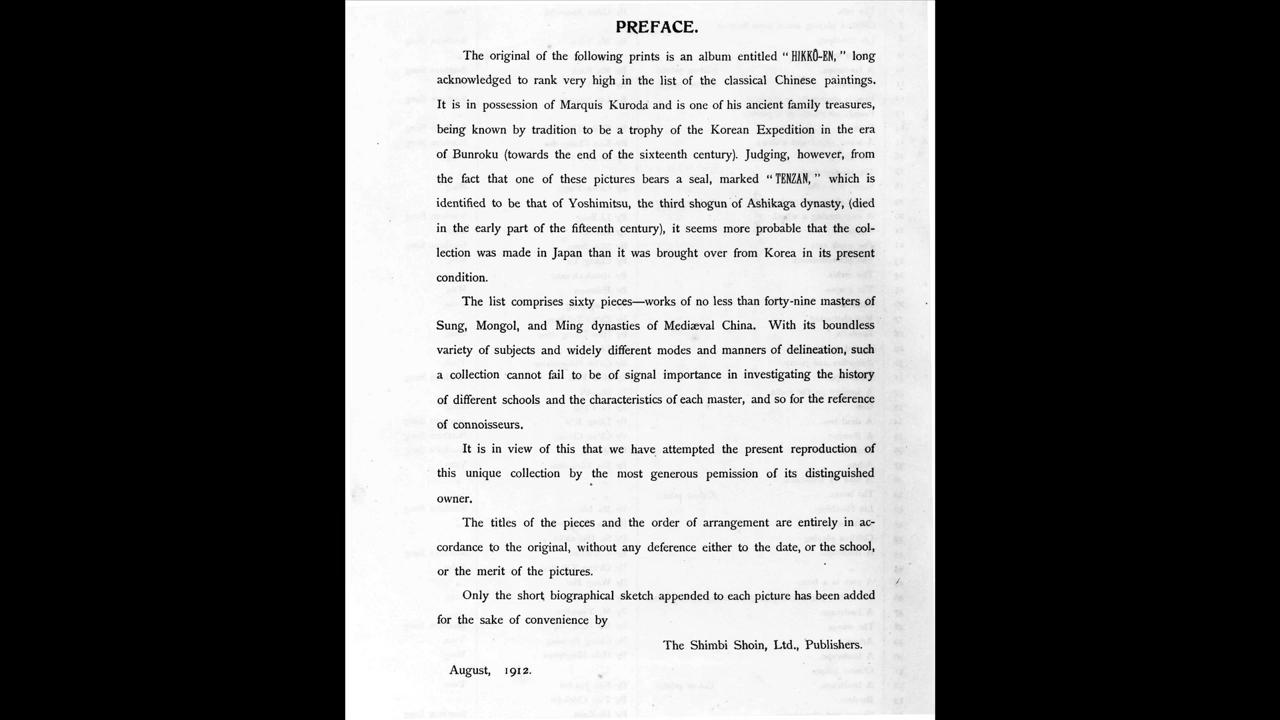 PREFACE.
The original of the following prints is an album entitled “HIKKŌ-EN,” long
acknowledged to rank very high in the list of the classical Chinese paintings.
It is in possession of Marquis Kuroda and is one of his ancient family treasures,
being known by tradition to be a trophy of the Korean Expedition in the era
of Bunroku (towards the end of the sixteenth century). Judging, however, from
the fact that one of these pictures bears a seal, marked “TENZAN,” which is
identified to be that of Yoshimitsu, the third shogun of Ashikaga dynasty, (died
in the early part of the fifteenth century), it seems more probable that the col-
lection was made in Japan than it was brought over from Korea in its present
condition.
The list comprises sixty pieces—works of no less than forty-nine masters of
Sung, Mongol, and Ming dynasties of Mediæval China. With its boundless
variety of subjects and widely different modes and manners of delineation, such
a collection cannot fail to be of signal importance in investigating the history
of different schools and the characteristics of each master, and so for the reference
of connoisseurs.
It is in view of this that we have attempted the present reproduction of
this unique collection by the most generous pemission of its distinguished
owner.
The titles of the pieces and the order of arrangement are entirely in ac-
cordance to the original, without any deference either to the date, or the school,
or the merit of the pictures.
Only the short biographical sketch appended to each picture has been added
for the sake of convenience by
The Shimbi Shoin, Ltd., Publishers.
August, 1912.